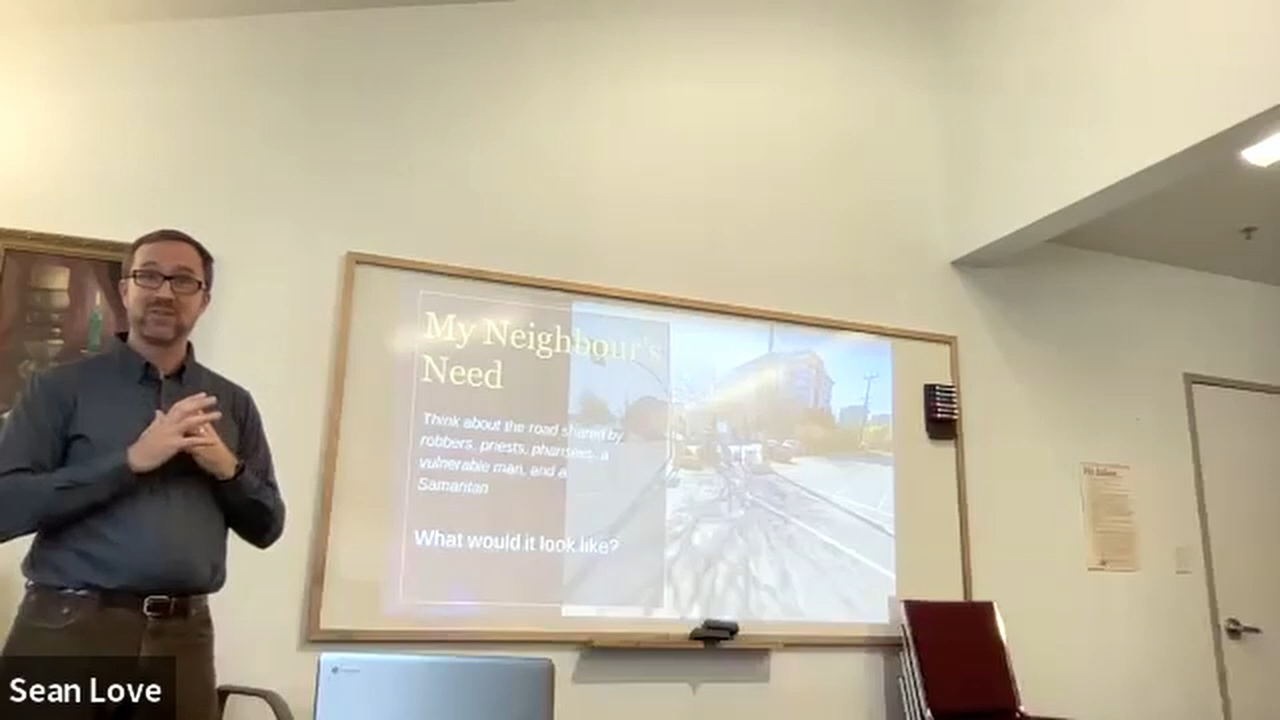 My Neighbour's
Need
Think about the road shared by
robbers, priests, pharisees, a
vulnerable man, and a
Samaritan
What would it look like?
Sean Love